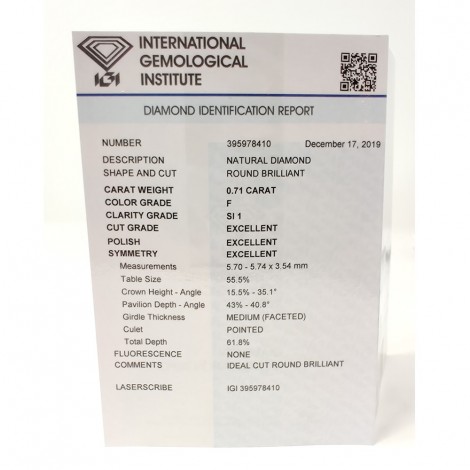 INTERNATIONAL
GEMOLOGICAL
INSTITUTE
IGI
DIAMOND IDENTIFICATION REPORT
NUMBER 395978410 December 17, 2019
DESCRIPTION NATURAL DIAMOND
SHAPE AND CUT ROUND BRILLIANT
CARAT WEIGHT 0.71 CARAT
COLOR GRADE F
CLARITY GRADE SI 1
CUT GRADE EXCELLENT
POLISH EXCELLENT
SYMMETRY EXCELLENT
Measurements 5.70 - 5.74 x 3.54 mm
Table Size 55.5%
Crown Height - Angle 15.5% - 35.1°
Pavilion Depth - Angle 43% - 40.8°
Girdle Thickness MEDIUM (FACETED)
Culet POINTED
Total Depth 61.8%
FLUORESCENCE NONE
COMMENTS IDEAL CUT ROUND BRILLIANT
LASERSCRIBE IGI 395978410